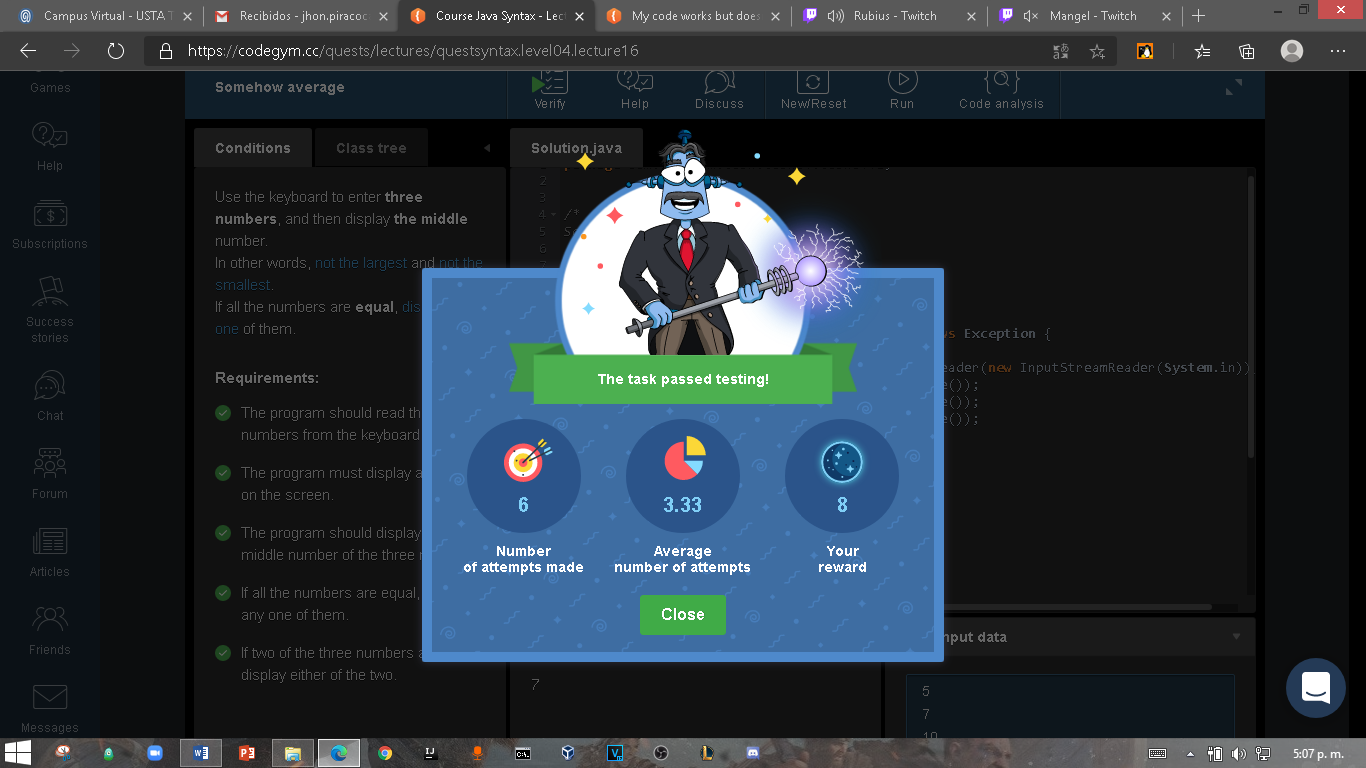 Campus Virtual - USTA T
Recibidos - jhon.piracoc
Course Java Syntax - Lec
My code works but does
Rubius - Twitch
Mangel - Twitch
https://codegym.cc/quests/lectures/questsyntax.level04.lecture16
Games
Help
Subscriptions
Success
stories
Chat
Forum
Articles
Friends
Messages
Somehow average
Verify
Help
Discuss
New/Reset
Run
Code analysis
Conditions
Class tree
Solution.java
Use the keyboard to enter three
numbers, and then display the middle
number.
In other words, not the largest and not the
smallest.
If all the numbers are equal, dis
one of them.
Requirements:
The program should read th
numbers from the keyboard
The program must display a
on the screen.
The program should display
middle number of the three
If all the numbers are equal,
any one of them.
If two of the three numbers a
display either of the two.
2
3
4 /*
5 S
6
ws Exception {
eader(new InputStreamReader(System.in))
e());
e());
e());
The task passed testing!
6
Number
of attempts made
3.33
Average
number of attempts
8
Your
reward
Close
7
nput data
5
7
10
5:07 p. m.